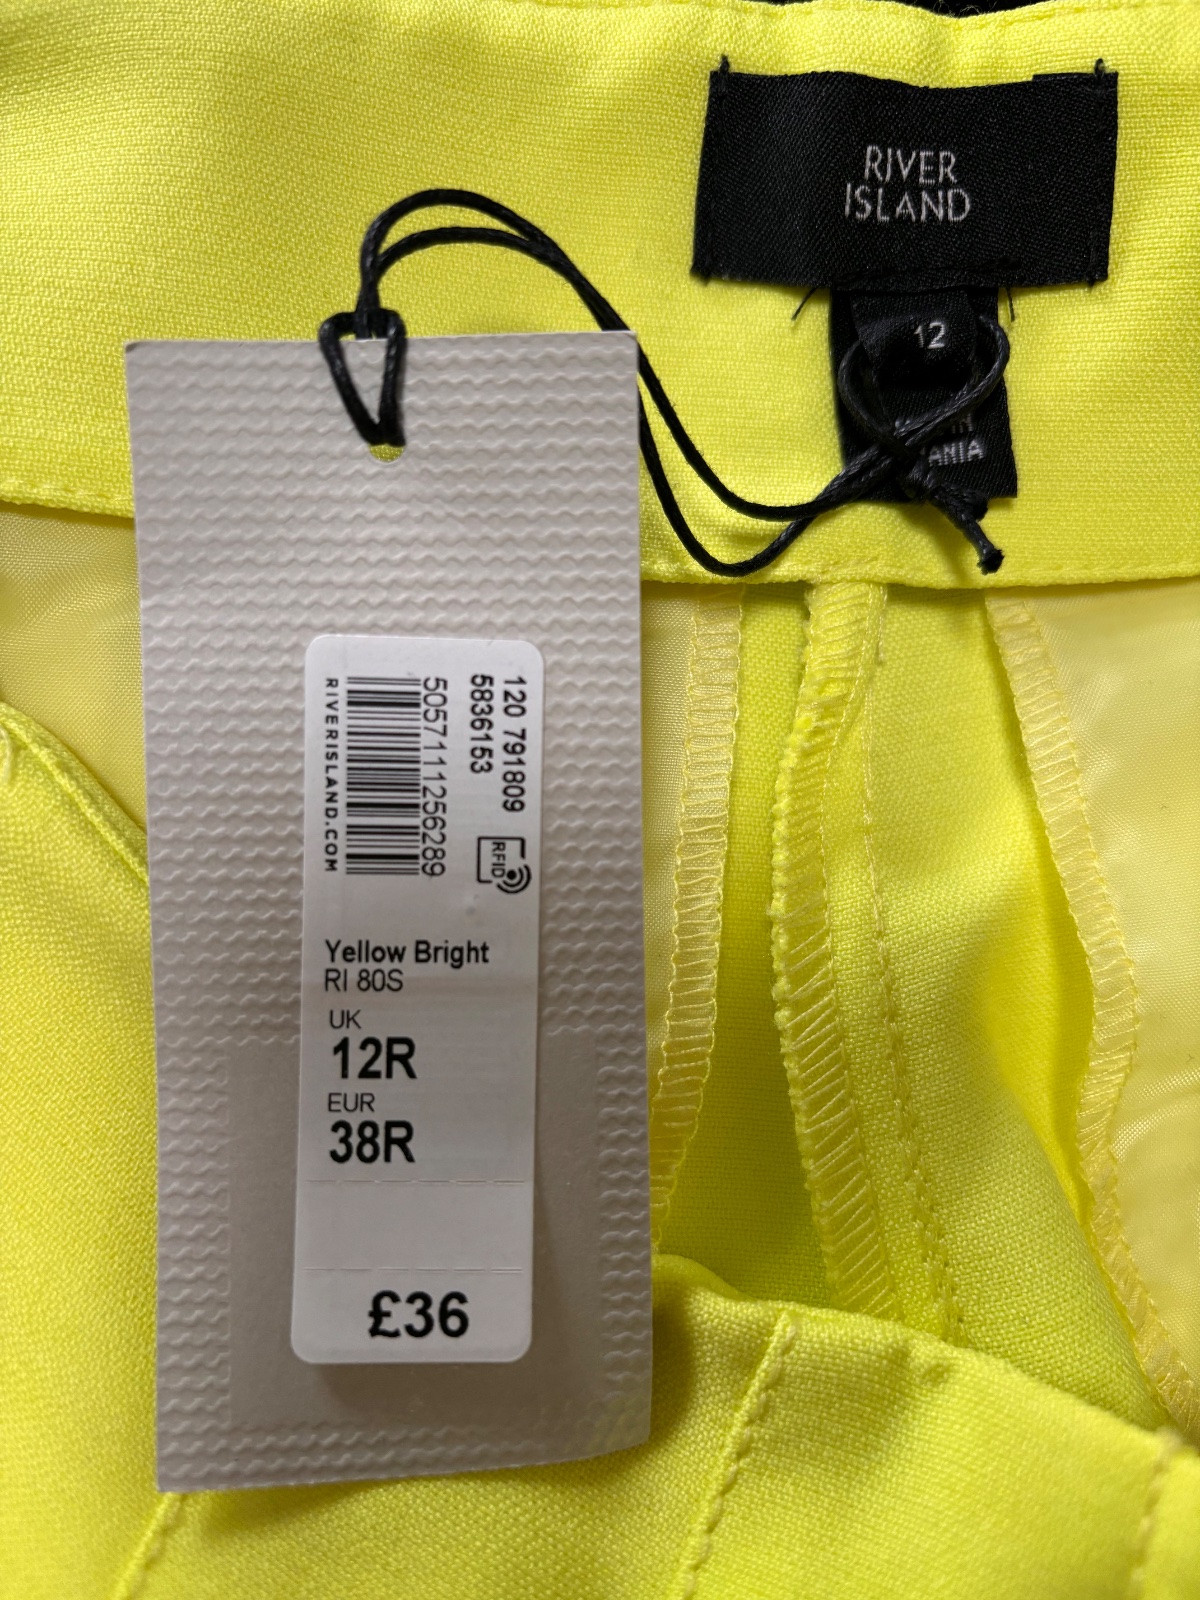 RIVER
ISLAND
12
120 791809
5836153
RFID
5057111256289
RIVERISLAND.COM
Yellow Bright
RI 80S
UK
12R
EUR
38R
£36